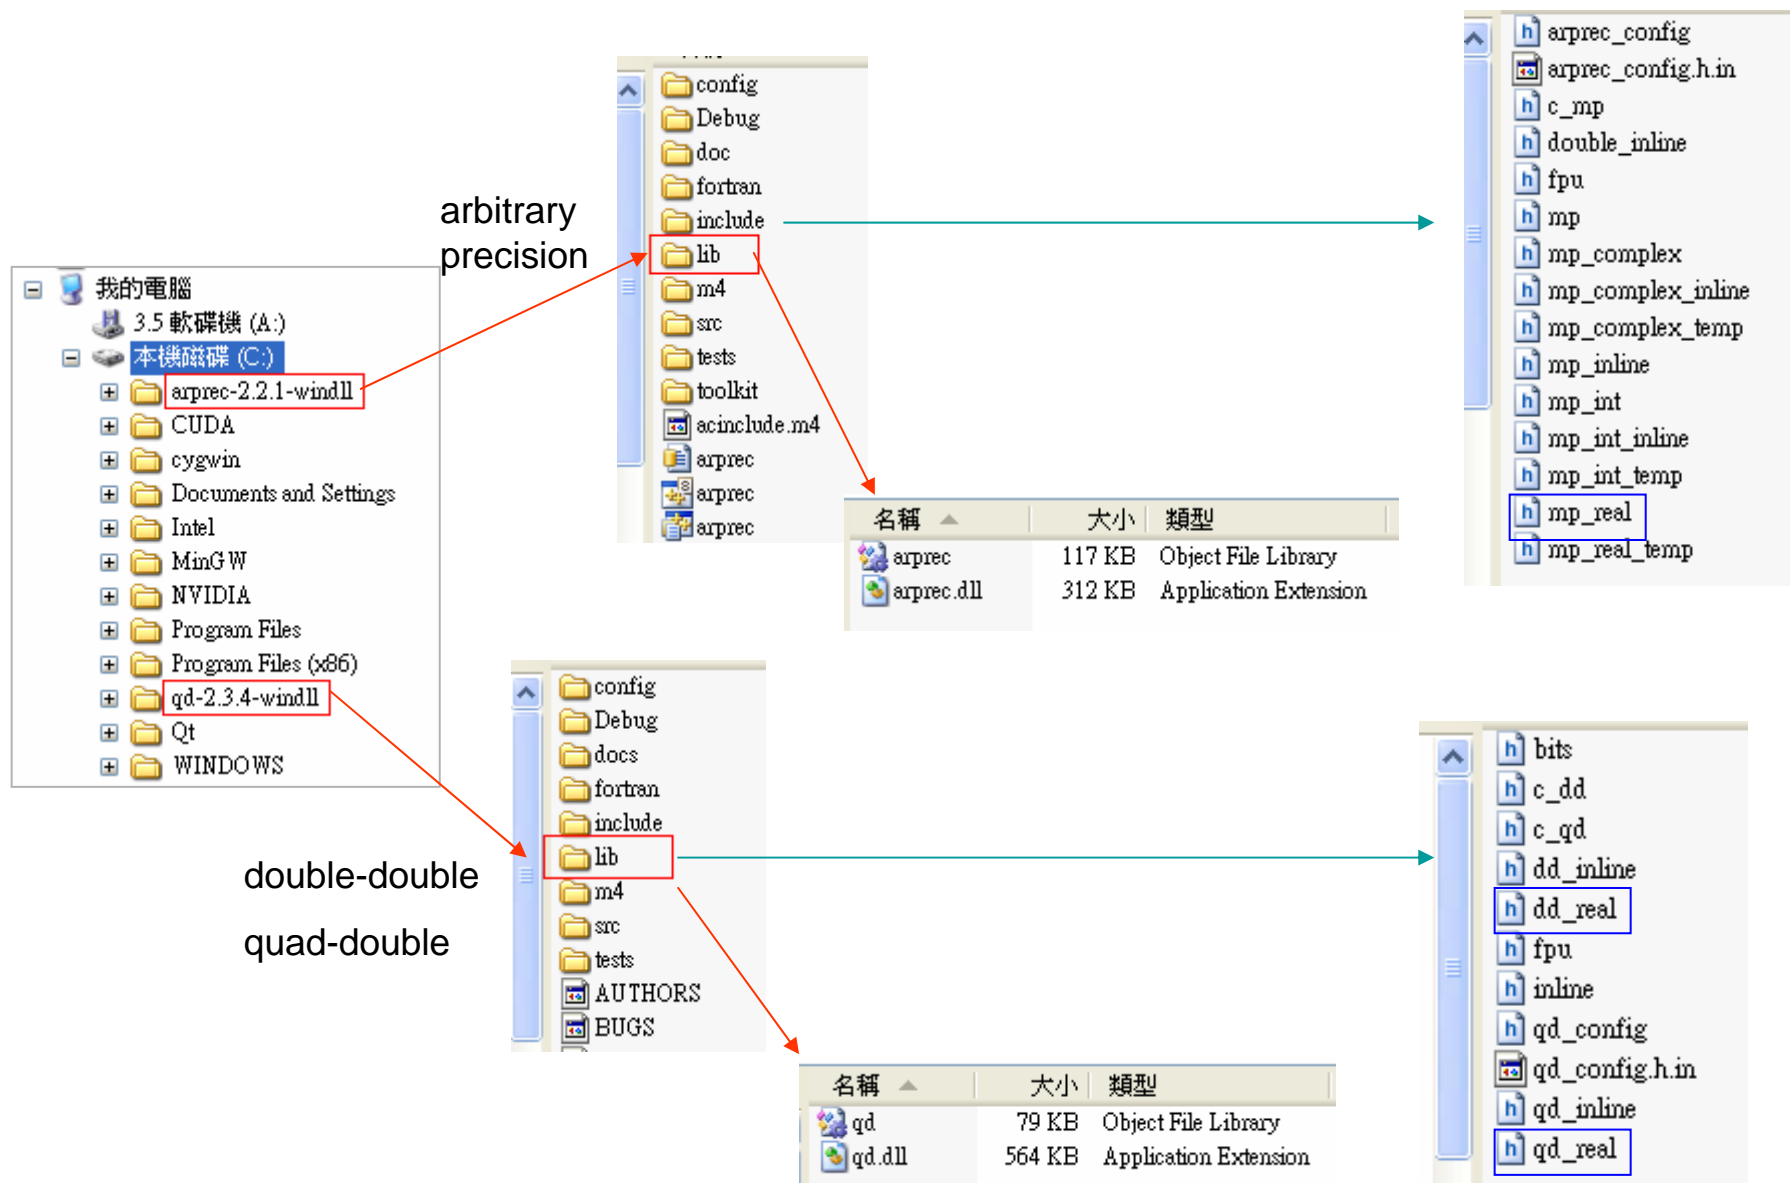 我的電腦
3.5 軟碟機 (A:)
本機磁碟 (C:)
arprec-2.2.1-windll
CUDA
cygwin
Documents and Settings
Intel
MinGW
NVIDIA
Program Files
Program Files (x86)
qd-2.3.4-windll
Qt
WINDOWS
arbitrary
precision
config
Debug
doc
fortran
include
lib
m4
src
tests
toolkit
acinclude.m4
arprec
arprec
arprec
名稱 大小 類型
arprec 117 KB Object File Library
arprec.dll 312 KB Application Extension
arprec_config
arprec_config.h.in
c_mp
double_inline
fpu
mp
mp_complex
mp_complex_inline
mp_complex_temp
mp_inline
mp_int
mp_int_inline
mp_int_temp
mp_real
mp_real_temp
double-double
quad-double
config
Debug
docs
fortran
include
lib
m4
src
tests
AUTHORS
BUGS
名稱 大小 類型
qd 79 KB Object File Library
qd.dll 564 KB Application Extension
bits
c_dd
c_qd
dd_inline
dd_real
fpu
inline
qd_config
qd_config.h.in
qd_inline
qd_real